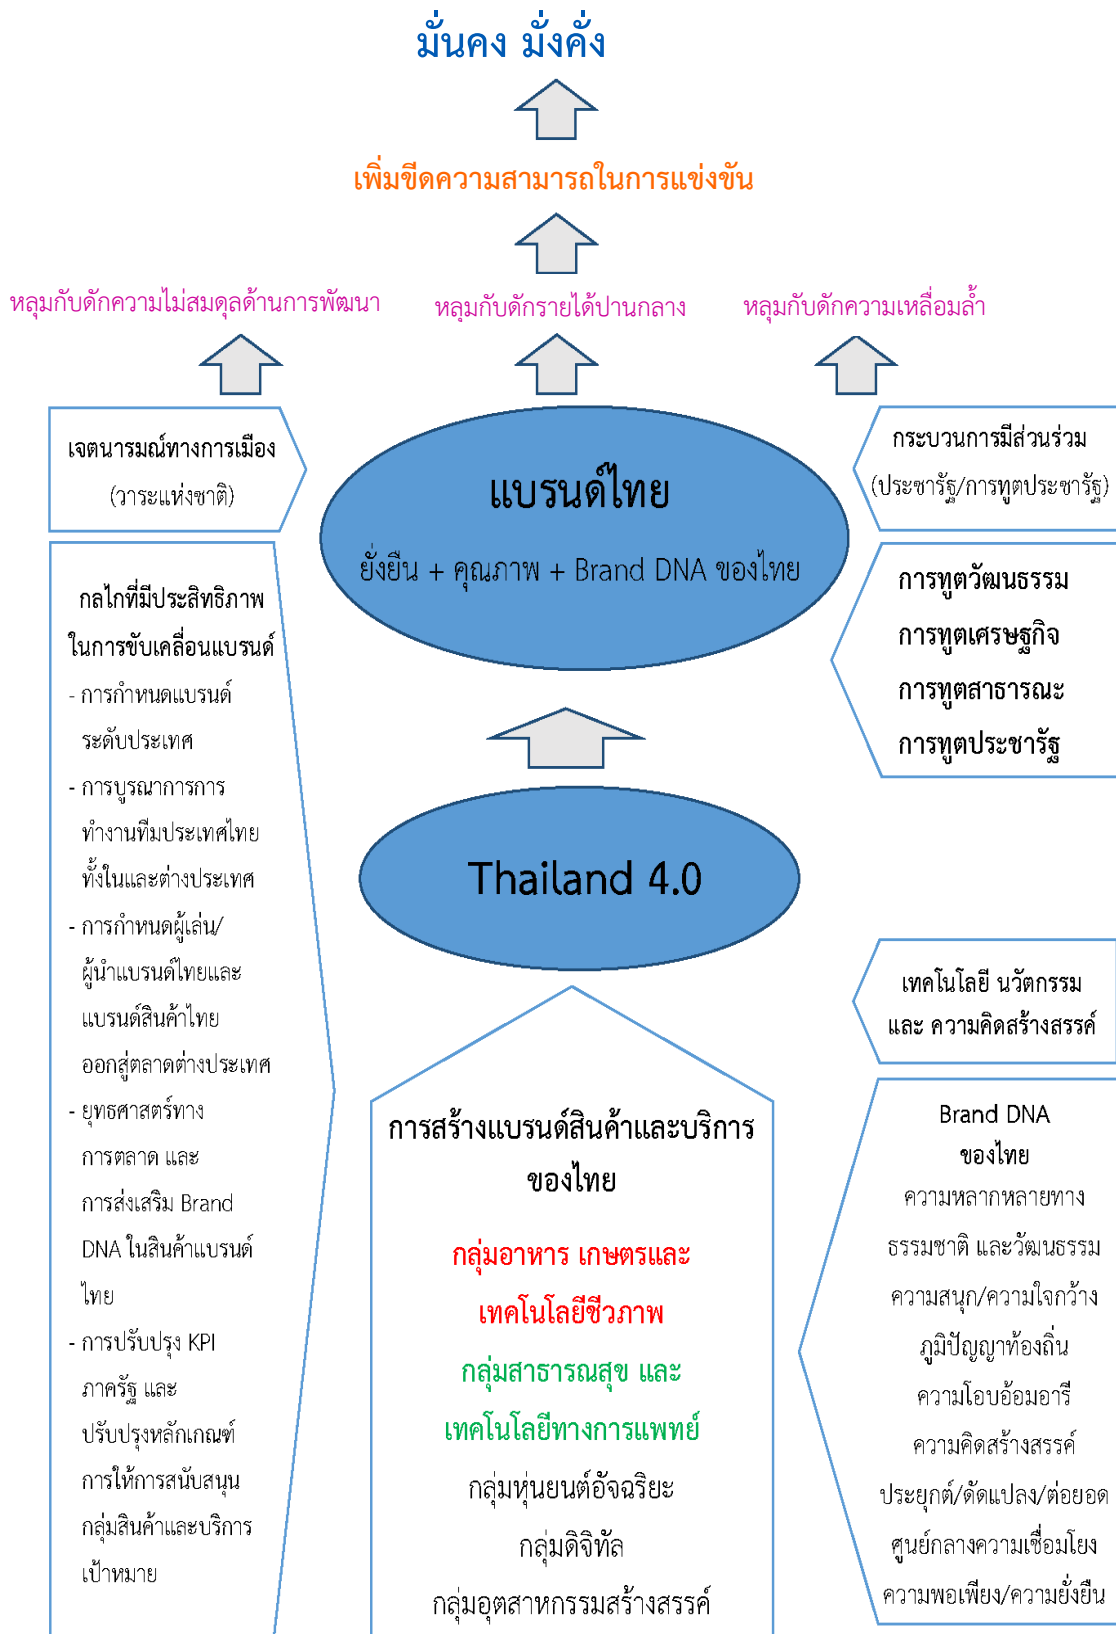 มั่นคง มั่งคั่ง
เพิ่มขีดความสามารถในการแข่งขัน
หลุมกับดักความไม่สมดุลด้านการพัฒนา
หลุมกับดักรายได้ปานกลาง
หลุมกับดักความเหลื่อมล้ำ
เจตนารมณ์ทางการเมือง
(วาระแห่งชาติ)
แบรนด์ไทย
ยั่งยืน + คุณภาพ + Brand DNA ของไทย
กระบวนการมีส่วนร่วม
(ประชารัฐ/การทูตประชารัฐ)
กลไกที่มีประสิทธิภาพ
ในการขับเคลื่อนแบรนด์
- การกำหนดแบรนด์
ระดับประเทศ
- การบูรณาการการ
ทำงานทีมประเทศไทย
ทั้งในและต่างประเทศ
- การกำหนดผู้เล่น/
ผู้นำแบรนด์ไทยและ
แบรนด์สินค้าไทย
ออกสู่ตลาดต่างประเทศ
- ยุทธศาสตร์ทาง
การตลาด และ
การส่งเสริม Brand
DNA ในสินค้าแบรนด์
ไทย
- การปรับปรุง KPI
ภาครัฐ และ
ปรับปรุงหลักเกณฑ์
การให้การสนับสนุน
กลุ่มสินค้าและบริการ
เป้าหมาย
การทูตวัฒนธรรม
การทูตเศรษฐกิจ
การทูตสาธารณะ
การทูตประชารัฐ
Thailand 4.0
เทคโนโลยี นวัตกรรม
และ ความคิดสร้างสรรค์
การสร้างแบรนด์สินค้าและบริการ
ของไทย
กลุ่มอาหาร เกษตรและ
เทคโนโลยีชีวภาพ
กลุ่มสาธารณสุข และ
เทคโนโลยีทางการแพทย์
กลุ่มหุ่นยนต์อัจฉริยะ
กลุ่มดิจิทัล
กลุ่มอุตสาหกรรมสร้างสรรค์
Brand DNA
ของไทย
ความหลากหลายทาง
ธรรมชาติ และวัฒนธรรม
ความสนุก/ความใจกว้าง
ภูมิปัญญาท้องถิ่น
ความโอบอ้อมอารี
ความคิดสร้างสรรค์
ประยุกต์/ดัดแปลง/ต่อยอด
ศูนย์กลางความเชื่อมโยง
ความพอเพียง/ความยั่งยืน